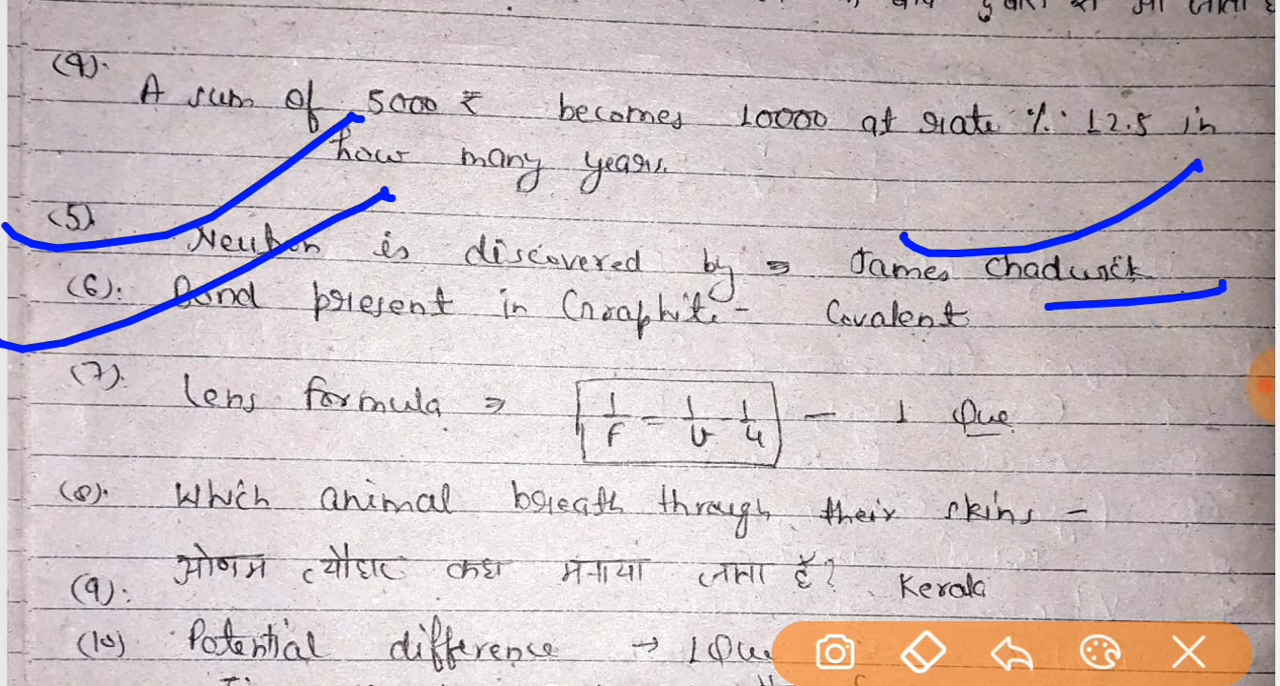 (4). A sum of 5000 ₹ becomes 10000 at rate % 12.5 in
how many years.
(5). Neutron is discovered by ⇒ James Chadwick
(6). Bond present in Graphite - Covalent
(7). lens formula ⇒ 1/f = 1/v - 1/u - 1 Que
(8). Which animal breath through their skins -
(9). ओणम त्यौहार कहा मनाया जाता है? Kerala
(10) Potential difference → 1 Que